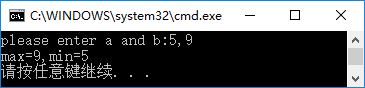 C:\WINDOWS\system32\cmd.exe
please enter a and b:5,9
max=9,min=5
请按任意键继续. . .